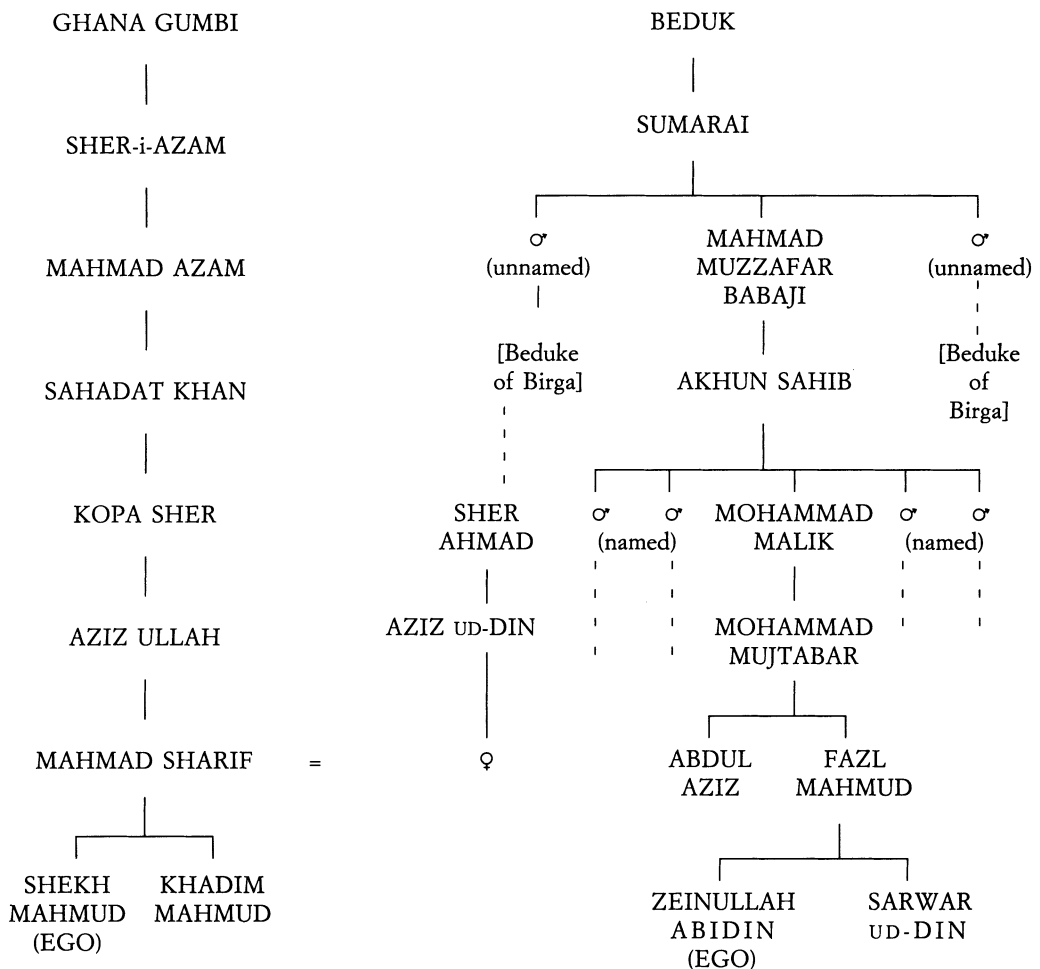 GHANA GUMBI
SHER-i-AZAM
MAHMAD AZAM
SAHADAT KHAN
KOPA SHER
AZIZ ULLAH
MAHMAD SHARIF =
SHEKH
MAHMUD
(EGO)
KHADIM
MAHMUD
BEDUK
SUMARAI
♂
(unnamed)
MAHMAD
MUZZAFAR
BABAJI
♂
(unnamed)
[Beduke
of Birga]
AKHUN SAHIB
[Beduke
of
Birga]
SHER
AHMAD
♂ ♂
(named)
MOHAMMAD
MALIK
♂ ♂
(named)
AZIZ UD-DIN
MOHAMMAD
MUJTABAR
♀
ABDUL
AZIZ
FAZL
MAHMUD
ZEINULLAH
ABIDIN
(EGO)
SARWAR
UD-DIN